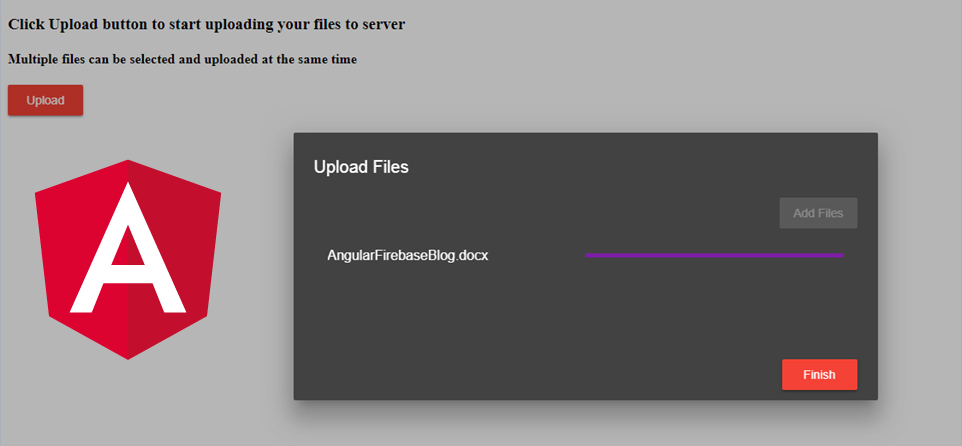 Click Upload button to start uploading your files to server
Multiple files can be selected and uploaded at the same time
Upload
A
Upload Files
Add Files
AngularFirebaseBlog.docx
Finish